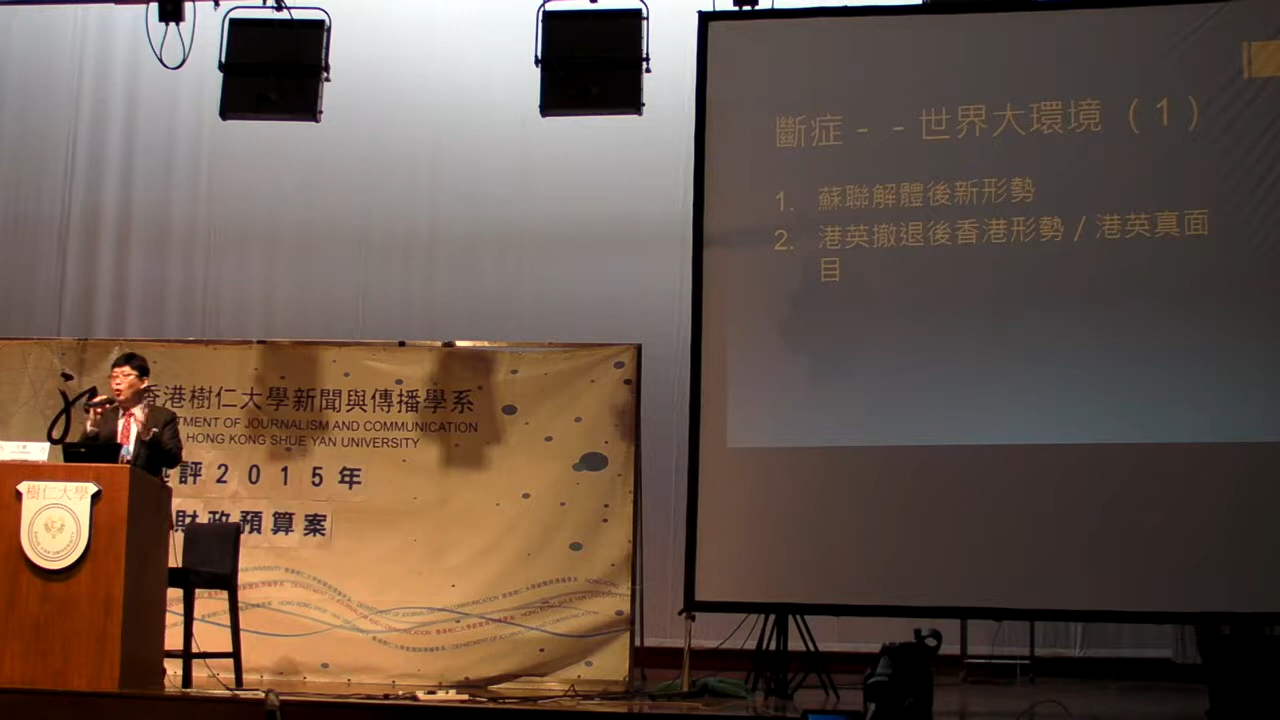 斷症 - - 世界大環境（1）
1. 蘇聯解體後新形勢
2. 港英撤退後香港形勢 / 港英真面
目
香港樹仁大學新聞與傳播學系
TMENT OF JOURNALISM AND COMMUNICATION
HONG KONG SHUE YAN UNIVERSITY
評2015年
財政預算案
樹仁大學